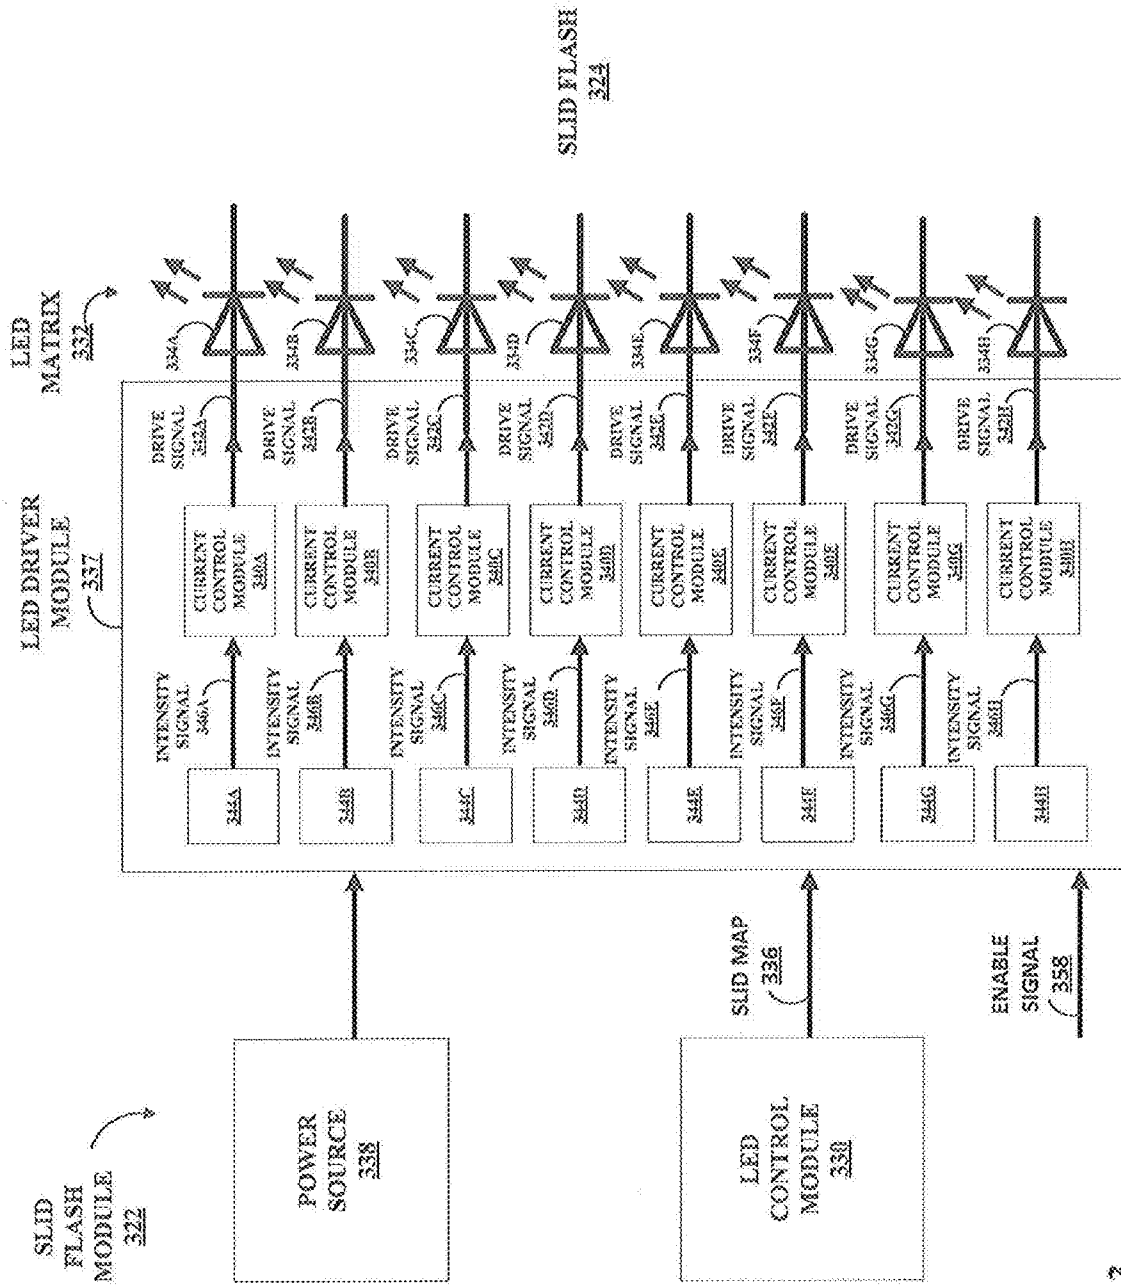 SLID
FLASH
MODULE
322
POWER
SOURCE
338
LED
CONTROL
MODULE
330
SLID MAP
336
ENABLE
SIGNAL
358
LED DRIVER
MODULE
337
344A
344B
344C
344D
344E
344F
344G
344H
INTENSITY
SIGNAL
346A
INTENSITY
SIGNAL
346B
INTENSITY
SIGNAL
346C
INTENSITY
SIGNAL
346D
INTENSITY
SIGNAL
346E
INTENSITY
SIGNAL
346F
INTENSITY
SIGNAL
346G
INTENSITY
SIGNAL
346H
CURRENT
CONTROL
MODULE
340A
CURRENT
CONTROL
MODULE
340B
CURRENT
CONTROL
MODULE
340C
CURRENT
CONTROL
MODULE
340D
CURRENT
CONTROL
MODULE
340E
CURRENT
CONTROL
MODULE
340F
CURRENT
CONTROL
MODULE
340G
CURRENT
CONTROL
MODULE
340H
DRIVE
SIGNAL
342A
DRIVE
SIGNAL
342B
DRIVE
SIGNAL
342C
DRIVE
SIGNAL
342D
DRIVE
SIGNAL
342E
DRIVE
SIGNAL
342F
DRIVE
SIGNAL
342G
DRIVE
SIGNAL
342H
LED
MATRIX
332
334A
334B
334C
334D
334E
334F
334G
334H
SLID FLASH
324
2